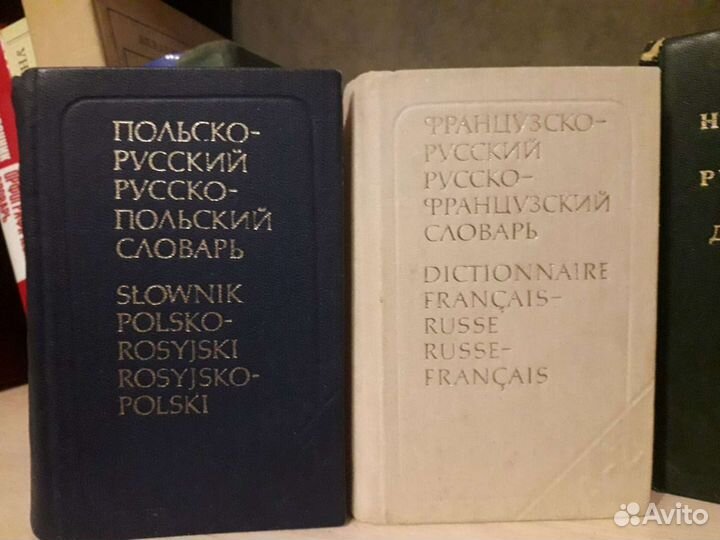 ПОЛЬСКО-
РУССКИЙ
РУССКО-
ПОЛЬСКИЙ
СЛОВАРЬ
SŁOWNIK
POLSKO-
ROSYJSKI
ROSYJSKO-
POLSKI
ФРАНЦУЗСКО-
РУССКИЙ
РУССКО-
ФРАНЦУЗСКИЙ
СЛОВАРЬ
DICTIONNAIRE
FRANÇAIS-
RUSSE
RUSSE-
FRANÇAIS
Н
РУ
Avito